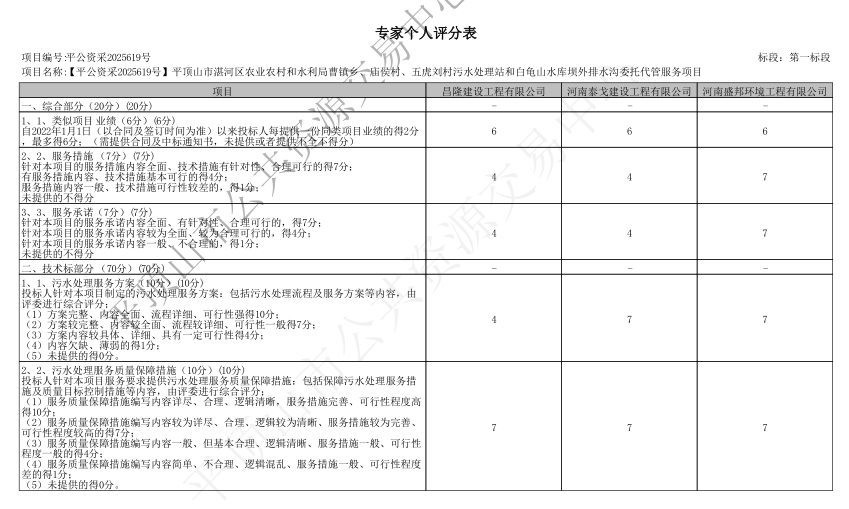 专家个人评分表
项目编号:平公资采2025619号 标段: 第一标段
项目名称:【平公资采2025619号】平顶山市湛河区农业农村和水利局曹镇乡、庙侯村、五虎刘村污水处理站和白龟山水库坝外排水沟委托代管服务项目
项目 昌隆建设工程有限公司 河南泰戈建设工程有限公司 河南盛邦环境工程有限公司
一、综合部分（20分）(20分) － － －
1、1、类似项目 业绩（6分）(6分)
自2022年1月1日（以合同及签订时间为准）以来投标人每提供一份同类项目业绩的得2分
，最多得6分；（需提供合同及中标通知书，未提供或者提供不全不得分） 6 6 6
2、2、服务措施 （7分）(7分)
针对本项目的服务措施内容全面、技术措施有针对性、合理可行的得7分；
有服务措施内容、技术措施基本可行的得4分；
服务措施内容一般、技术措施可行性较差的，得1分；
未提供的不得分 4 4 7
3、3、服务承诺（7分）(7分)
针对本项目的服务承诺内容全面、有针对性、合理可行的，得7分；
针对本项目的服务承诺内容较为全面、较为合理可行的，得4分；
针对本项目的服务承诺内容一般、不合理的，得1分；
未提供的不得分 4 4 7
二、技术标部分 （70分）(70分) － － －
1、1、污水处理服务方案（10分）(10分)
投标人针对本项目制定的污水处理服务方案：包括污水处理流程及服务方案等内容，由
评委进行综合评分；
（1）方案完整、内容全面、流程详细、可行性强得10分；
（2）方案较完整、内容较全面、流程较详细、可行性一般得7分；
（3）方案内容较具体、详细、具有一定可行性得4分；
（4）内容欠缺、薄弱的得1分；
（5）未提供的得0分。 4 7 7
2、2、污水处理服务质量保障措施（10分）(10分)
投标人针对本项目服务要求提供污水处理服务质量保障措施：包括保障污水处理服务措
施及质量目标控制措施等内容，由评委进行综合评分；
（1）服务质量保障措施编写内容详尽、合理、逻辑清晰，服务措施完善、可行性程度高
得10分；
（2）服务质量保障措施编写内容较为详尽、合理、逻辑较为清晰、服务措施较为完善、
可行性程度较高的得7分；
（3）服务质量保障措施编写内容一般、但基本合理、逻辑清晰、服务措施一般、可行性
程度一般的得4分；
（4）服务质量保障措施编写内容简单、不合理、逻辑混乱、服务措施一般、可行性程度
差的得1分；
（5）未提供的得0分。 7 7 7
平顶山市公共资源交易中心
平顶山市公共资源交易中心